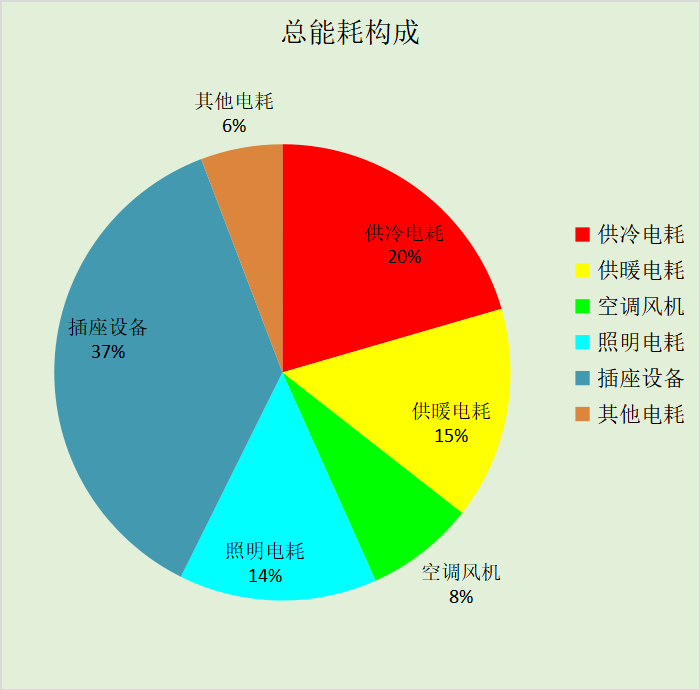 总能耗构成
其他电耗
6%
供冷电耗
20%
供冷电耗
供暖电耗
空调风机
照明电耗
插座设备
其他电耗
插座设备
37%
供暖电耗
15%
照明电耗
14%
空调风机
8%